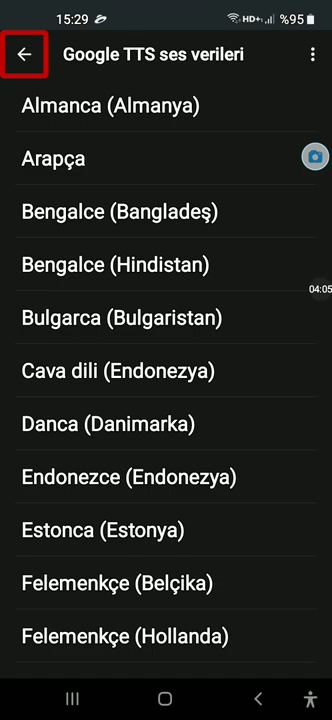 15:29 HD+ %95
Google TTS ses verileri
Almanca (Almanya)
Arapça
Bengalce (Bangladeş)
Bengalce (Hindistan)
04:05
Bulgarca (Bulgaristan)
Cava dili (Endonezya)
Danca (Danimarka)
Endonezce (Endonezya)
Estonca (Estonya)
Felemenkçe (Belçika)
Felemenkçe (Hollanda)